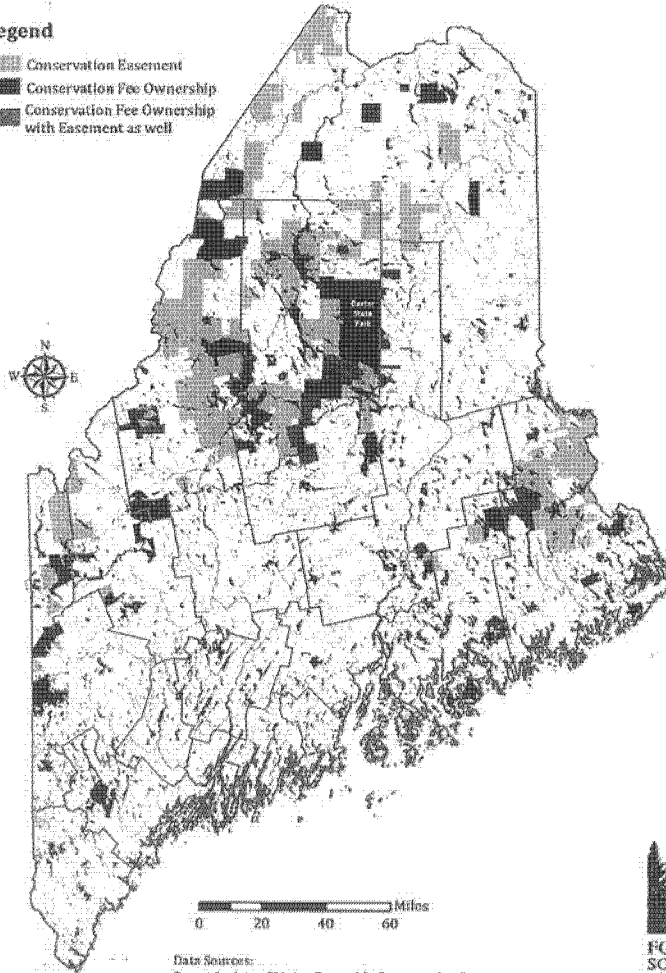 egend
Conservation Easement
Conservation Fee Ownership
Conservation Fee Ownership
with Easement as well
Baxter
State
Park
N
W E
S
Miles
0 20 40 60
Data Sources:
FO
SC